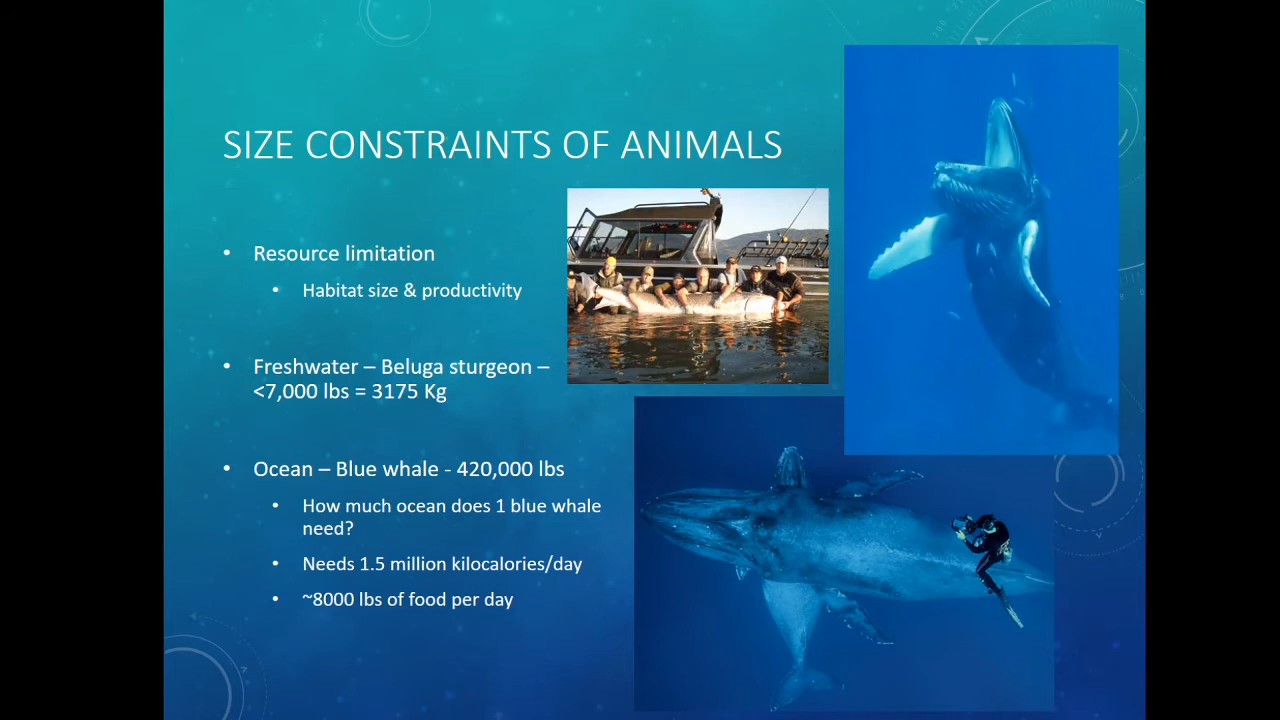 SIZE CONSTRAINTS OF ANIMALS
• Resource limitation
• Habitat size & productivity
• Freshwater – Beluga sturgeon –
<7,000 lbs = 3175 Kg
• Ocean – Blue whale - 420,000 lbs
• How much ocean does 1 blue whale
need?
• Needs 1.5 million kilocalories/day
• ~8000 lbs of food per day